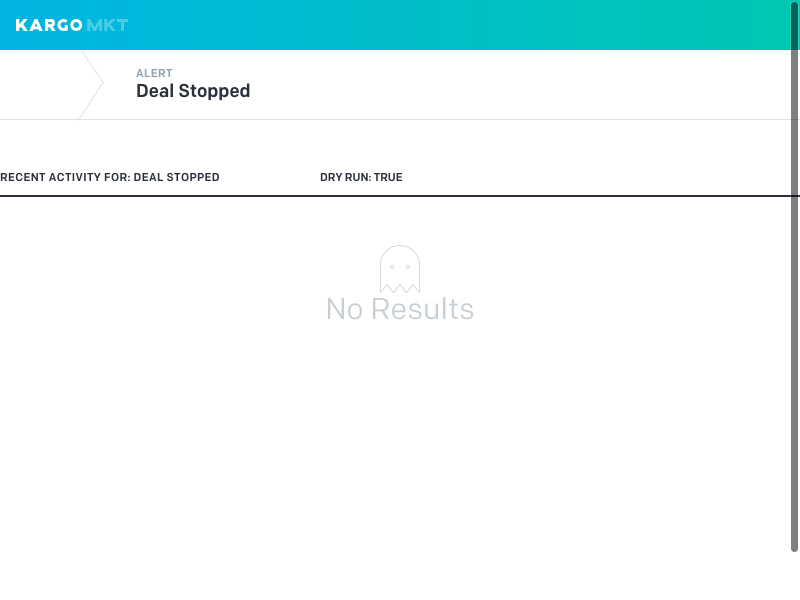 KARGO MKT
ALERT
Deal Stopped
RECENT ACTIVITY FOR: DEAL STOPPED
DRY RUN: TRUE
No Results